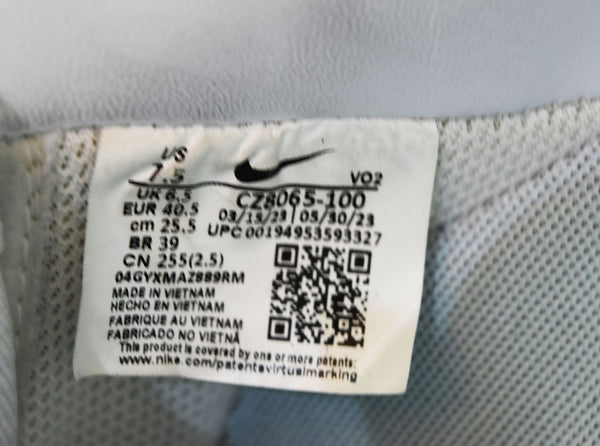 US
7.5
VO2
UK 6.5
CZ8065-100
EUR 40.5
03/15/23 | 05/30/23
cm 25.5
UPC 00194953593327
BR 39
CN 255(2.5)
04GYXMAZ889RM
MADE IN VIETNAM
HECHO EN VIETNAM
FABRIQUE AU VIETNAM
FABRICADO NO VIETNÃ
This product is covered by one or more patents:
www.nike.com/patentsvirtualmarking